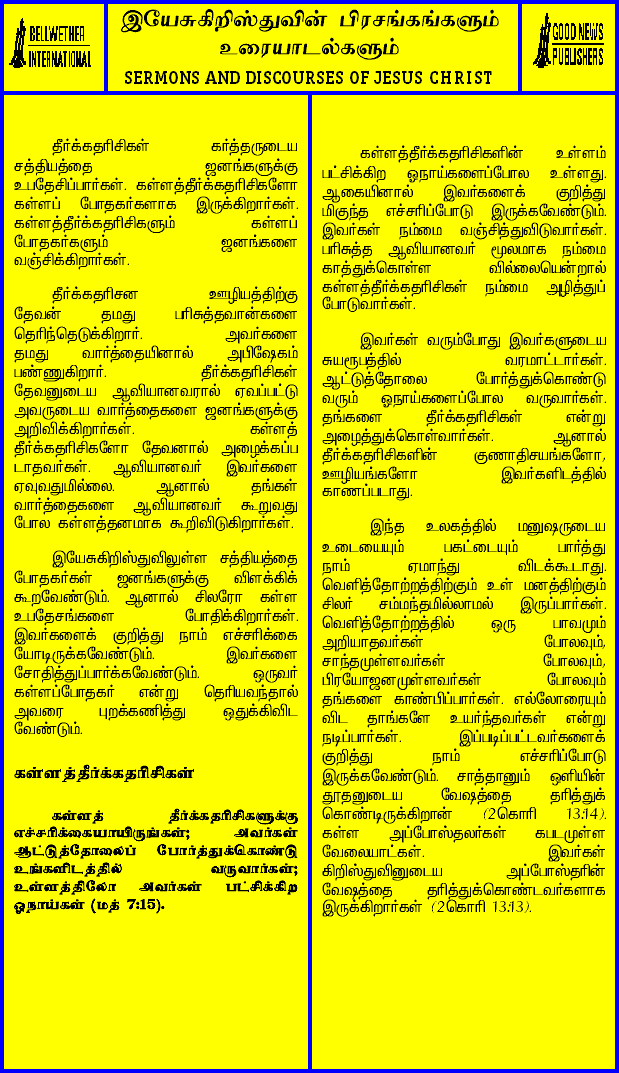 BELLWETHER
INTERNATIONAL
இயேசுகிறிஸ்துவின் பிரசங்கங்களும்
உரையாடல்களும்
SERMONS AND DISCOURSES OF JESUS CHRIST
GOOD NEWS
PUBLISHERS
தீர்க்கதரிசிகள் கர்த்தருடைய
சத்தியத்தை ஜனங்களுக்கு
உபதேசிப்பார்கள். கள்ளத்தீர்க்கதரிசிகளோ
கள்ளப் போதகர்களாக இருக்கிறார்கள்.
கள்ளத்தீர்க்கதரிசிகளும் கள்ளப்
போதகர்களும் ஜனங்களை
வஞ்சிக்கிறார்கள்.
தீர்க்கதரிசன ஊழியத்திற்கு
தேவன் தமது பரிசுத்தவான்களை
தெரிந்தெடுக்கிறார். அவர்களை
தமது வார்த்தையினால் அபிஷேகம்
பண்ணுகிறார். தீர்க்கதரிசிகள்
தேவனுடைய ஆவியானவரால் ஏவப்பட்டு
அவருடைய வார்த்தைகளை ஜனங்களுக்கு
அறிவிக்கிறார்கள். கள்ளத்
தீர்க்கதரிசிகளோ தேவனால் அழைக்கப்ப
டாதவர்கள். ஆவியானவர் இவர்களை
ஏவுவதுமில்லை. ஆனால் தங்கள்
வார்த்தைகளை ஆவியானவர் கூறுவது
போல கள்ளத்தனமாக கூறிவிடுகிறார்கள்.
இயேசுகிறிஸ்துவிலுள்ள சத்தியத்தை
போதகர்கள் ஜனங்களுக்கு விளக்கிக்
கூறவேண்டும். ஆனால் சிலரோ கள்ள
உபதேசங்களை போதிக்கிறார்கள்.
இவர்களைக் குறித்து நாம் எச்சரிக்கை
யோடிருக்கவேண்டும். இவர்களை
சோதித்துப்பார்க்கவேண்டும். ஒருவர்
கள்ளப்போதகர் என்று தெரியவந்தால்
அவரை புறக்கணித்து ஒதுக்கிவிட
வேண்டும்.
கள்ளத்தீர்க்கதரிசிகள்
கள்ளத் தீர்க்கதரிசிகளுக்கு
எச்சரிக்கையாயிருங்கள்; அவர்கள்
ஆட்டுத்தோலைப் போர்த்துக்கொண்டு
உங்களிடத்தில் வருவார்கள்;
உள்ளத்திலோ அவர்கள் பட்சிக்கிற
ஓநாய்கள் (மத் 7:15).
கள்ளத்தீர்க்கதரிசிகளின் உள்ளம்
பட்சிக்கிற ஓநாய்களைப்போல உள்ளது.
ஆகையினால் இவர்களைக் குறித்து
மிகுந்த எச்சரிப்போடு இருக்கவேண்டும்.
இவர்கள் நம்மை வஞ்சித்துவிடுவார்கள்.
பரிசுத்த ஆவியானவர் மூலமாக நம்மை
காத்துக்கொள்ள வில்லையென்றால்
கள்ளத்தீர்க்கதரிசிகள் நம்மை அழித்துப்
போடுவார்கள்.
இவர்கள் வரும்போது இவர்களுடைய
சுயரூபத்தில் வரமாட்டார்கள்.
ஆட்டுத்தோலை போர்த்துக்கொண்டு
வரும் ஓநாய்களைப்போல வருவார்கள்.
தங்களை தீர்க்கதரிசிகள் என்று
அழைத்துக்கொள்வார்கள். ஆனால்
தீர்க்கதரிசிகளின் குணாதிசயங்களோ,
ஊழியங்களோ இவர்களிடத்தில்
காணப்படாது.
இந்த உலகத்தில் மனுஷருடைய
உடையையும் பகட்டையும் பார்த்து
நாம் ஏமாந்து விடக்கூடாது.
வெளித்தோற்றத்திற்கும் உள் மனத்திற்கும்
சிலர் சம்மந்தமில்லாமல் இருப்பார்கள்.
வெளித்தோற்றத்தில் ஒரு பாவமும்
அறியாதவர்கள் போலவும்,
சாந்தமுள்ளவர்கள் போலவும்,
பிரயோஜனமுள்ளவர்கள் போலவும்
தங்களை காண்பிப்பார்கள். எல்லோரையும்
விட தாங்களே உயர்ந்தவர்கள் என்று
நடிப்பார்கள். இப்படிப்பட்டவர்களைக்
குறித்து நாம் எச்சரிப்போடு
இருக்கவேண்டும். சாத்தானும் ஒளியின்
தூதனுடைய வேஷத்தை தரித்துக்
கொண்டிருக்கிறான் (2கொரி 13:14).
கள்ள அப்போஸ்தலர்கள் கபடமுள்ள
வேலையாட்கள். இவர்கள்
கிறிஸ்துவினுடைய அப்போஸ்தரின்
வேஷத்தை தரித்துக்கொண்டவர்களாக
இருக்கிறார்கள் (2கொரி 13:13).